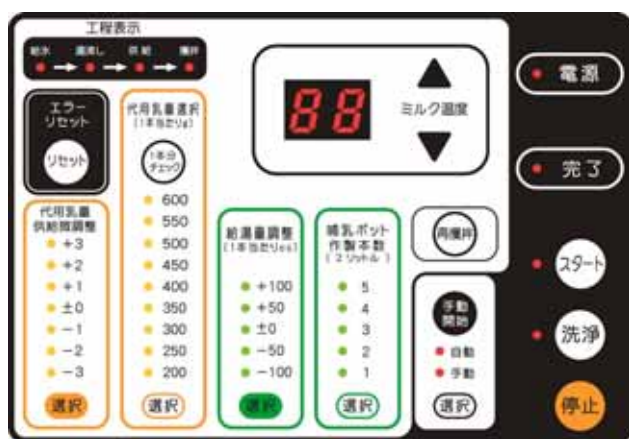 工程表示
給水 湯流し 供給 攪拌
エラー
リセット
リセット
代用乳量選択
(1本当たりg)
1本分
チェック
600
550
500
450
400
350
300
250
200
選択
代用乳量
供給微調整
+3
+2
+1
±0
-1
-2
-3
選択
88
ミルク温度
給湯量調整
(1本当たりcc)
+100
+50
±0
-50
-100
選択
哺乳ポット
作製本数
(2リットル)
5
4
3
2
1
選択
再攪拌
手動
開始
自動
手動
選択
電源
完了
スタート
洗浄
停止